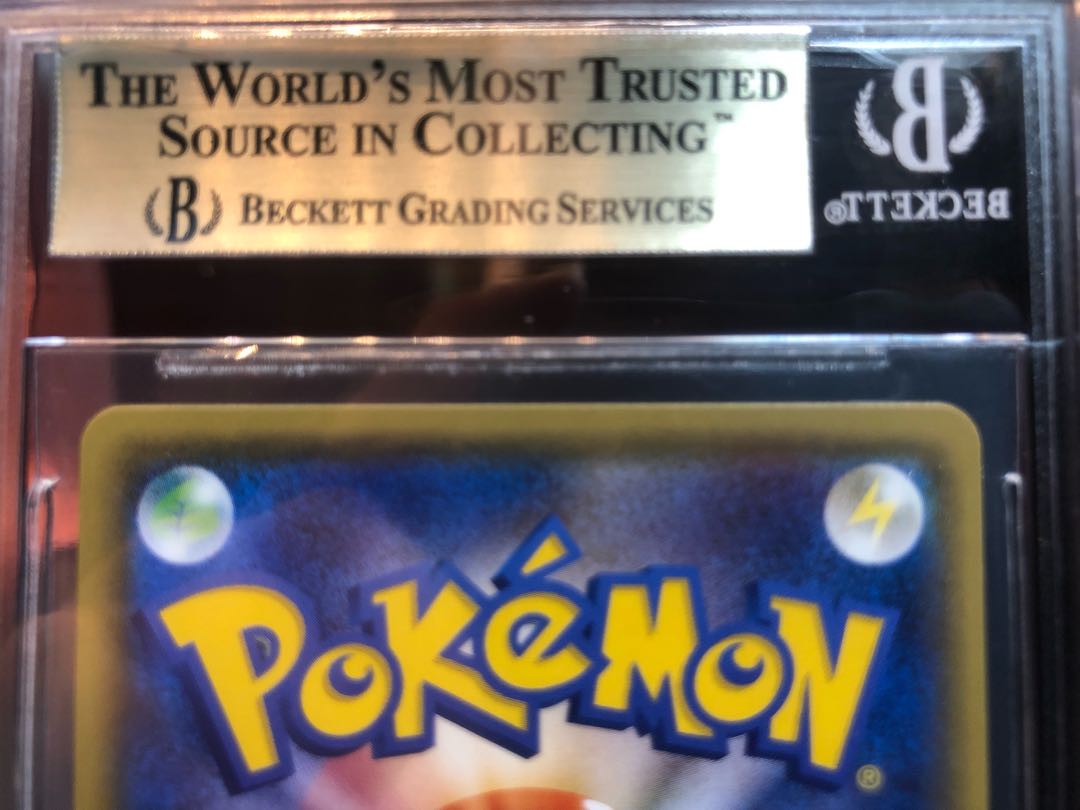 THE WORLD'S MOST TRUSTED
SOURCE IN COLLECTING™
B BECKETT GRADING SERVICES
B
BECKETT®
POKéMON®